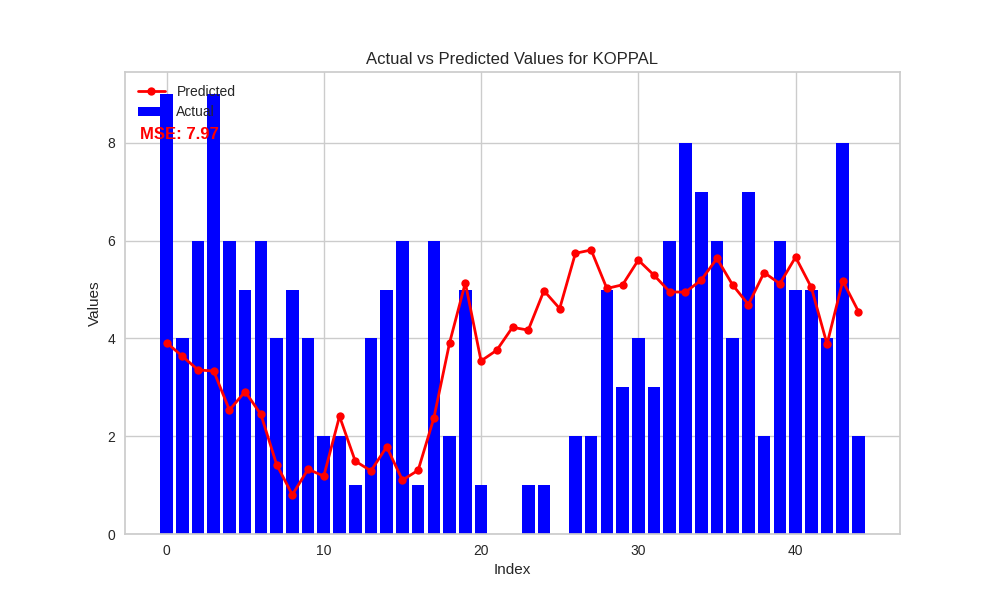 Actual vs Predicted Values for KOPPAL
Predicted
Actual
MSE: 7.97
8
6
4
2
0
Values
0 10 20 30 40
Index